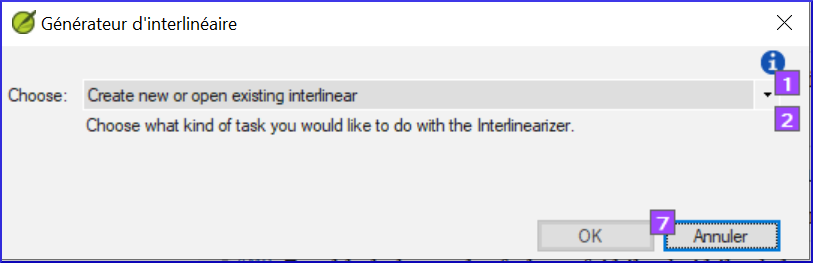 Générateur d'interlinéaire
1
Choose: Create new or open existing interlinear
Choose what kind of task you would like to do with the Interlinearizer.
2
OK
7
Annuler